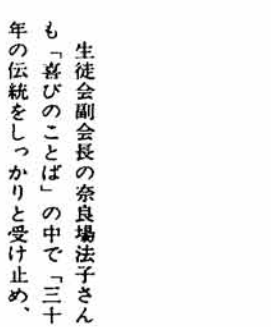 生徒会副会長の奈良場法子さん
も「喜びのことば」の中で「三十
年の伝統をしっかりと受け止め、